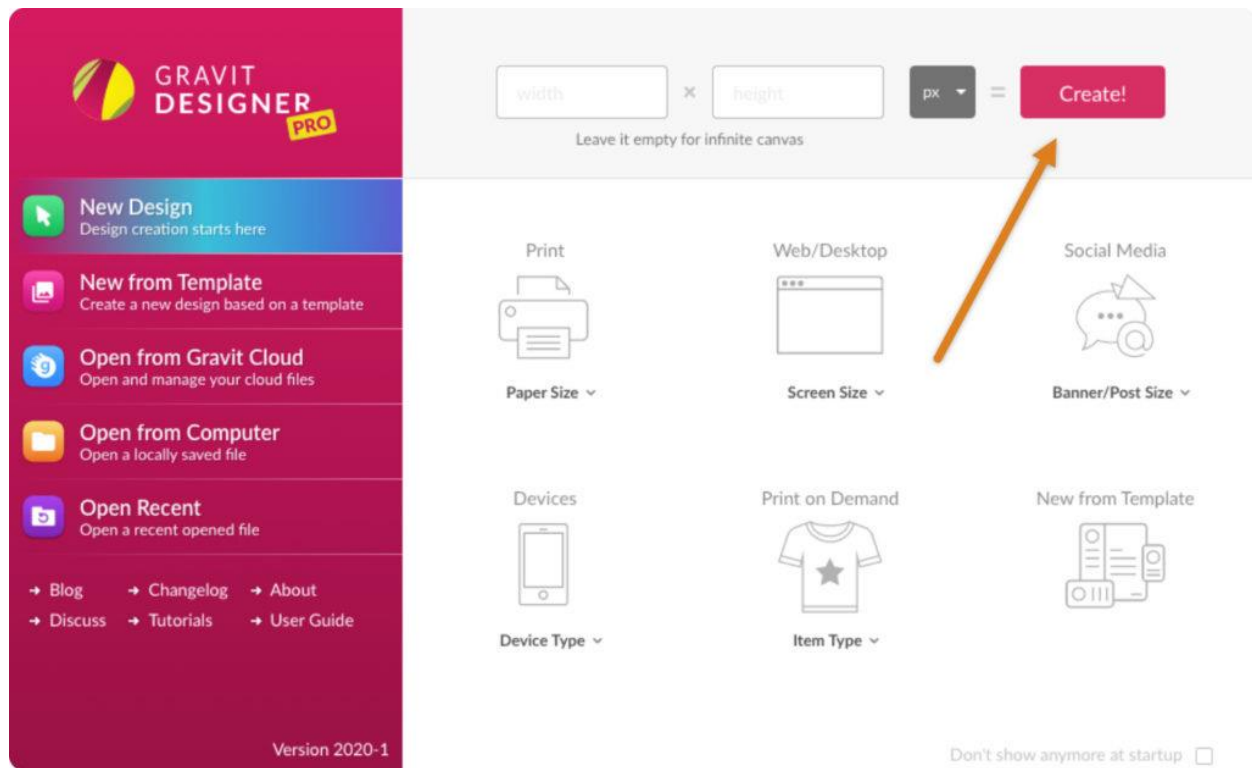 GRAVIT
DESIGNER
PRO
New Design
Design creation starts here
New from Template
Create a new design based on a template
Open from Gravit Cloud
Open and manage your cloud files
Open from Computer
Open a locally saved file
Open Recent
Open a recent opened file
→ Blog → Changelog → About
→ Discuss → Tutorials → User Guide
Version 2020-1
width × height px = Create!
Leave it empty for infinite canvas
Print Web/Desktop Social Media
Paper Size Screen Size Banner/Post Size
Devices Print on Demand New from Template
Device Type Item Type
Don't show anymore at startup